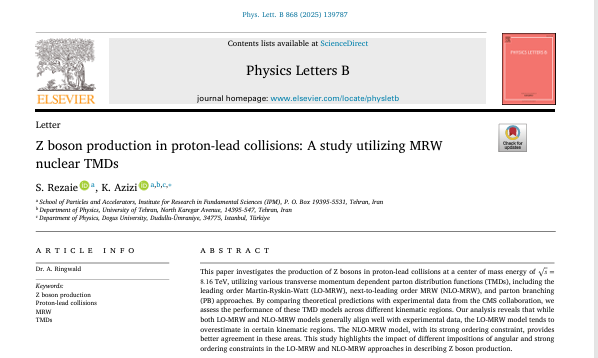 Phys. Lett. B 868 (2025) 139787
Contents lists available at ScienceDirect
Physics Letters B
journal homepage: www.elsevier.com/locate/physletb
ELSEVIER
PHYSICS LETTERS B
Letter
Check for
updates
Z boson production in proton-lead collisions: A study utilizing MRW
nuclear TMDs
S. Rezaie iD a, K. Azizi iD a,b,c,*
a School of Particles and Accelerators, Institute for Research in Fundamental Sciences (IPM), P. O. Box 19395-5531, Tehran, Iran
b Department of Physics, University of Tehran, North Karegar Avenue, 14395-547, Tehran, Iran
c Department of Physics, Dogus University, Dudullu-Ümraniye, 34775, Istanbul, Türkiye
ARTICLE INFO
Dr. A. Ringwald
Keywords:
Z boson production
Proton-lead collisions
MRW
TMDs
ABSTRACT
This paper investigates the production of Z bosons in proton-lead collisions at a center of mass energy of √s =
8.16 TeV, utilizing various transverse momentum dependent parton distribution functions (TMDs), including the
leading order Martin-Ryskin-Watt (LO-MRW), next-to-leading order MRW (NLO-MRW), and parton branching
(PB) approaches. By comparing theoretical predictions with experimental data from the CMS collaboration, we
assess the performance of these TMD models across different kinematic regions. Our analysis reveals that while
both LO-MRW and NLO-MRW models generally align well with experimental data, the LO-MRW model tends to
overestimate in certain kinematic regions. The NLO-MRW model, with its strong ordering constraint, provides
better agreement in these areas. This study highlights the impact of different impositions of angular and strong
ordering constraints in the LO-MRW and NLO-MRW approaches in describing Z boson production.